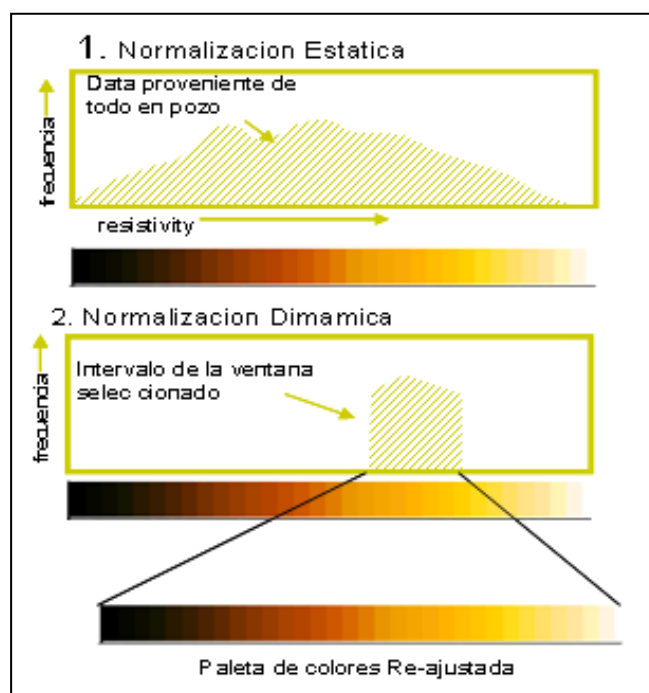 1. Normalizacion Estatica
Data proveniente de
todo en pozo
frecuencia
resistivity
2. Normalizacion Dimamica
Intervalo de la ventana
selec cionado
frecuencia
Paleta de colores Re-ajustada